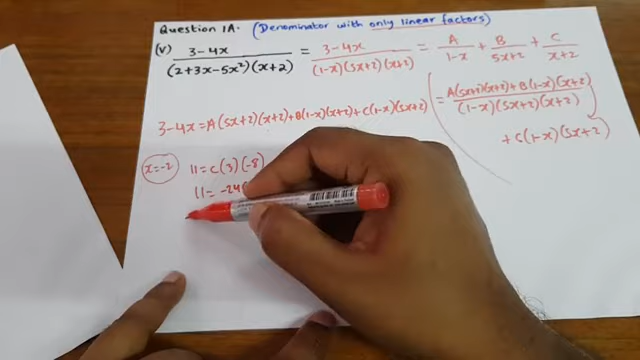 Question 1A: (Denominator with only linear factors)
(v) 3-4x / (2+3x-5x²)(x+2) = 3-4x / (1-x)(5x+2)(x+2) = A / 1-x + B / 5x+2 + C / x+2
= A(5x+2)(x+2)+B(1-x)(x+2) / (1-x)(5x+2)(x+2)
+ C(1-x)(5x+2)
3-4x = A(5x+2)(x+2)+B(1-x)(x+2)+C(1-x)(5x+2)
x=-2 11 = C(3)(-8)
11 = -24